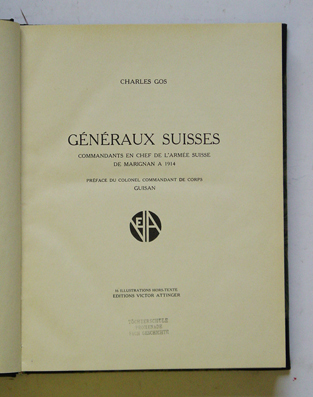 CHARLES GOS
GÉNÉRAUX SUISSES
COMMANDANTS EN CHEF DE L'ARMÉE SUISSE
DE MARIGNAN A 1914
PRÉFACE DU COLONEL COMMANDANT DE CORPS
GUISAN
16 ILLUSTRATIONS HORS-TEXTE
EDITIONS VICTOR ATTINGER